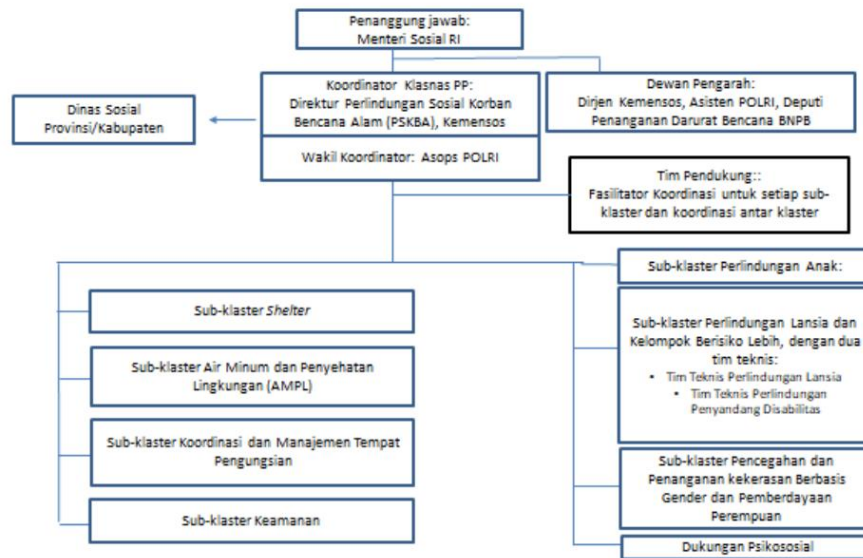 Penanggung jawab:
Menteri Sosial RI
Koordinator Klasnas PP:
Direktur Perlindungan Sosial Korban
Bencana Alam (PSKBA), Kemensos
Wakil Koordinator: Asops POLRI
Dinas Sosial
Provinsi/Kabupaten
Dewan Pengarah:
Dirjen Kemensos, Asisten POLRI, Deputi
Penanganan Darurat Bencana BNPB
Tim Pendukung::
Fasilitator Koordinasi untuk setiap sub-
klaster dan koordinasi antar klaster
Sub-klaster Shelter
Sub-klaster Air Minum dan Penyehatan
Lingkungan (AMPL)
Sub-klaster Koordinasi dan Manajemen Tempat
Pengungsian
Sub-klaster Keamanan
Sub-klaster Perlindungan Anak:
Sub-klaster Perlindungan Lansia dan
Kelompok Berisiko Lebih, dengan dua
tim teknis:
• Tim Teknis Perlindungan Lansia
• Tim Teknis Perlindungan
Penyandang Disabilitas
Sub-klaster Pencegahan dan
Penanganan kekerasan Berbasis
Gender dan Pemberdayaan
Perempuan
Dukungan Psikososial